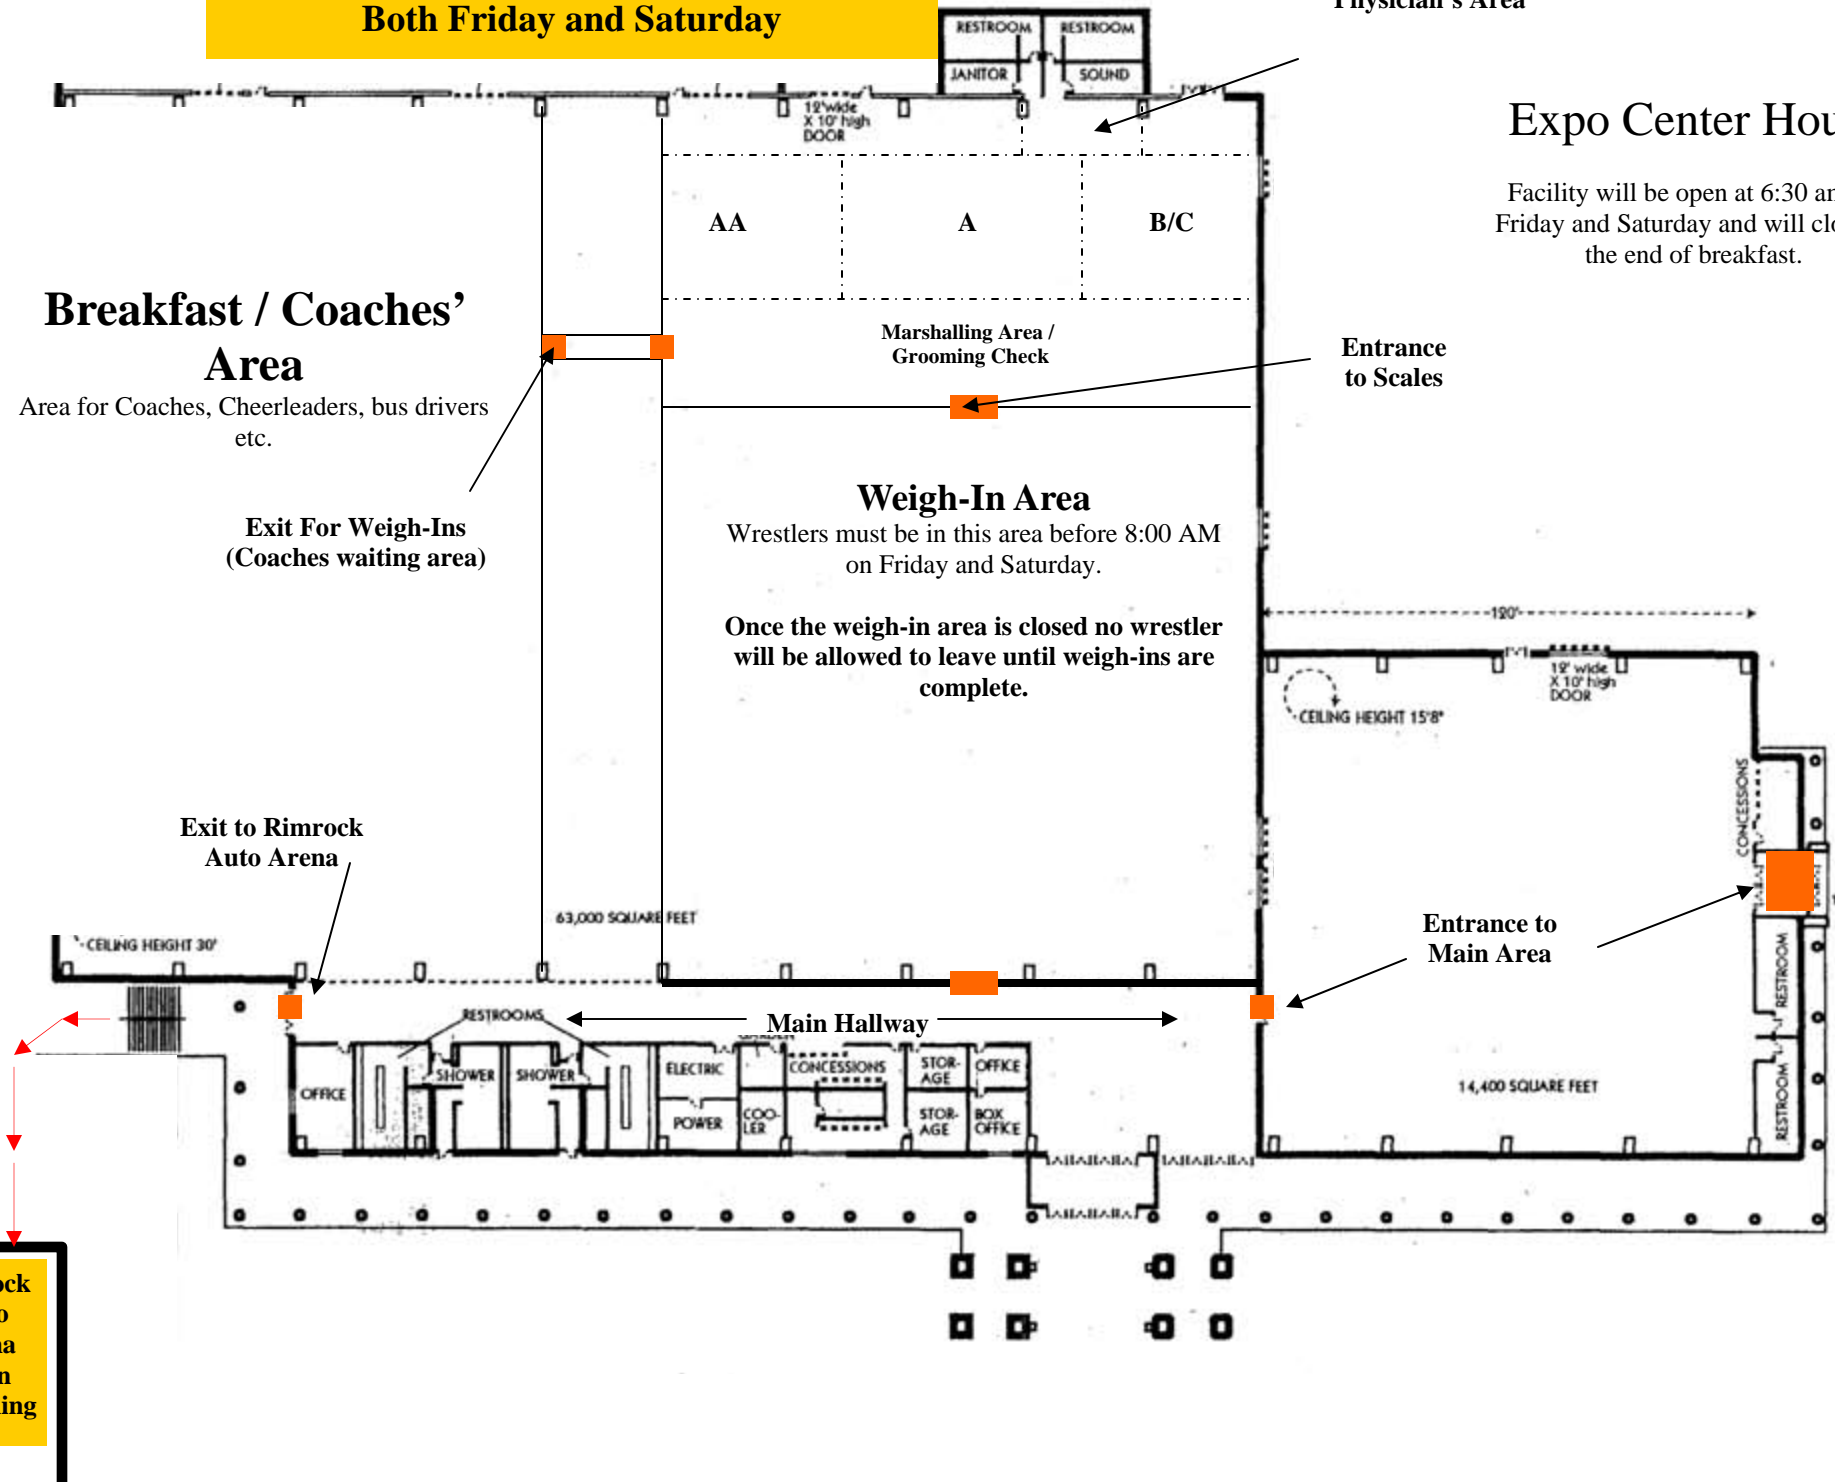 Both Friday and Saturday
Physician's Area
RESTROOM
RESTROOM
JANITOR
SOUND
12'wide
X 10' high
DOOR
Expo Center Hou
Facility will be open at 6:30 am
Friday and Saturday and will clo
the end of breakfast.
AA
A
B/C
Breakfast / Coaches'
Area
Area for Coaches, Cheerleaders, bus drivers
etc.
Marshalling Area /
Grooming Check
Entrance
to Scales
Exit For Weigh-Ins
(Coaches waiting area)
Weigh-In Area
Wrestlers must be in this area before 8:00 AM
on Friday and Saturday.
Once the weigh-in area is closed no wrestler
will be allowed to leave until weigh-ins are
complete.
120'
12' wide
X 10' high
DOOR
CEILING HEIGHT 15'8"
CONCESSIONS
Exit to Rimrock
Auto Arena
63,000 SQUARE FEET
CEILING HEIGHT 30'
Entrance to
Main Area
RESTROOM
RESTROOMS
Main Hallway
OFFICE
SHOWER
SHOWER
ELECTRIC
POWER
COO-
LER
CONCESSIONS
STOR-
AGE
OFFICE
STOR-
AGE
BOX
OFFICE
14,400 SQUARE FEET
RESTROOM
ock
o
na
n
ing